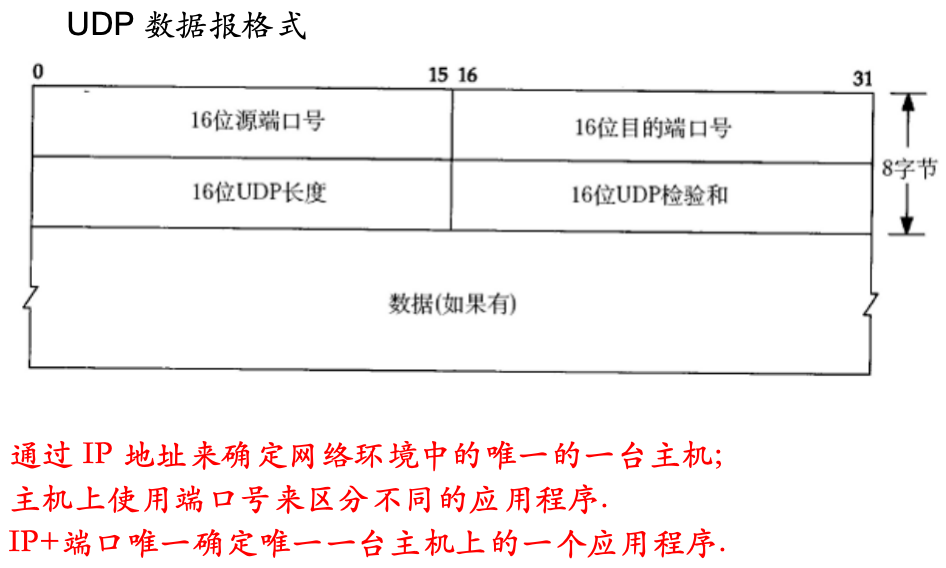 UDP 数据报格式
0 15 16 31
16位源端口号 16位目的端口号
8字节
16位UDP长度 16位UDP检验和
数据(如果有)
通过 IP 地址来确定网络环境中的唯一的一台主机;
主机上使用端口号来区分不同的应用程序.
IP+端口唯一确定唯一一台主机上的一个应用程序.